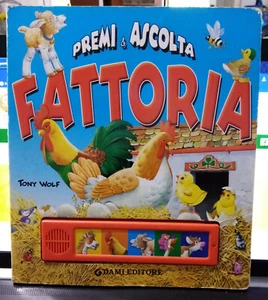 PREMI & ASCOLTA
FATTORIA
TONY WOLF
DAMI EDITORE